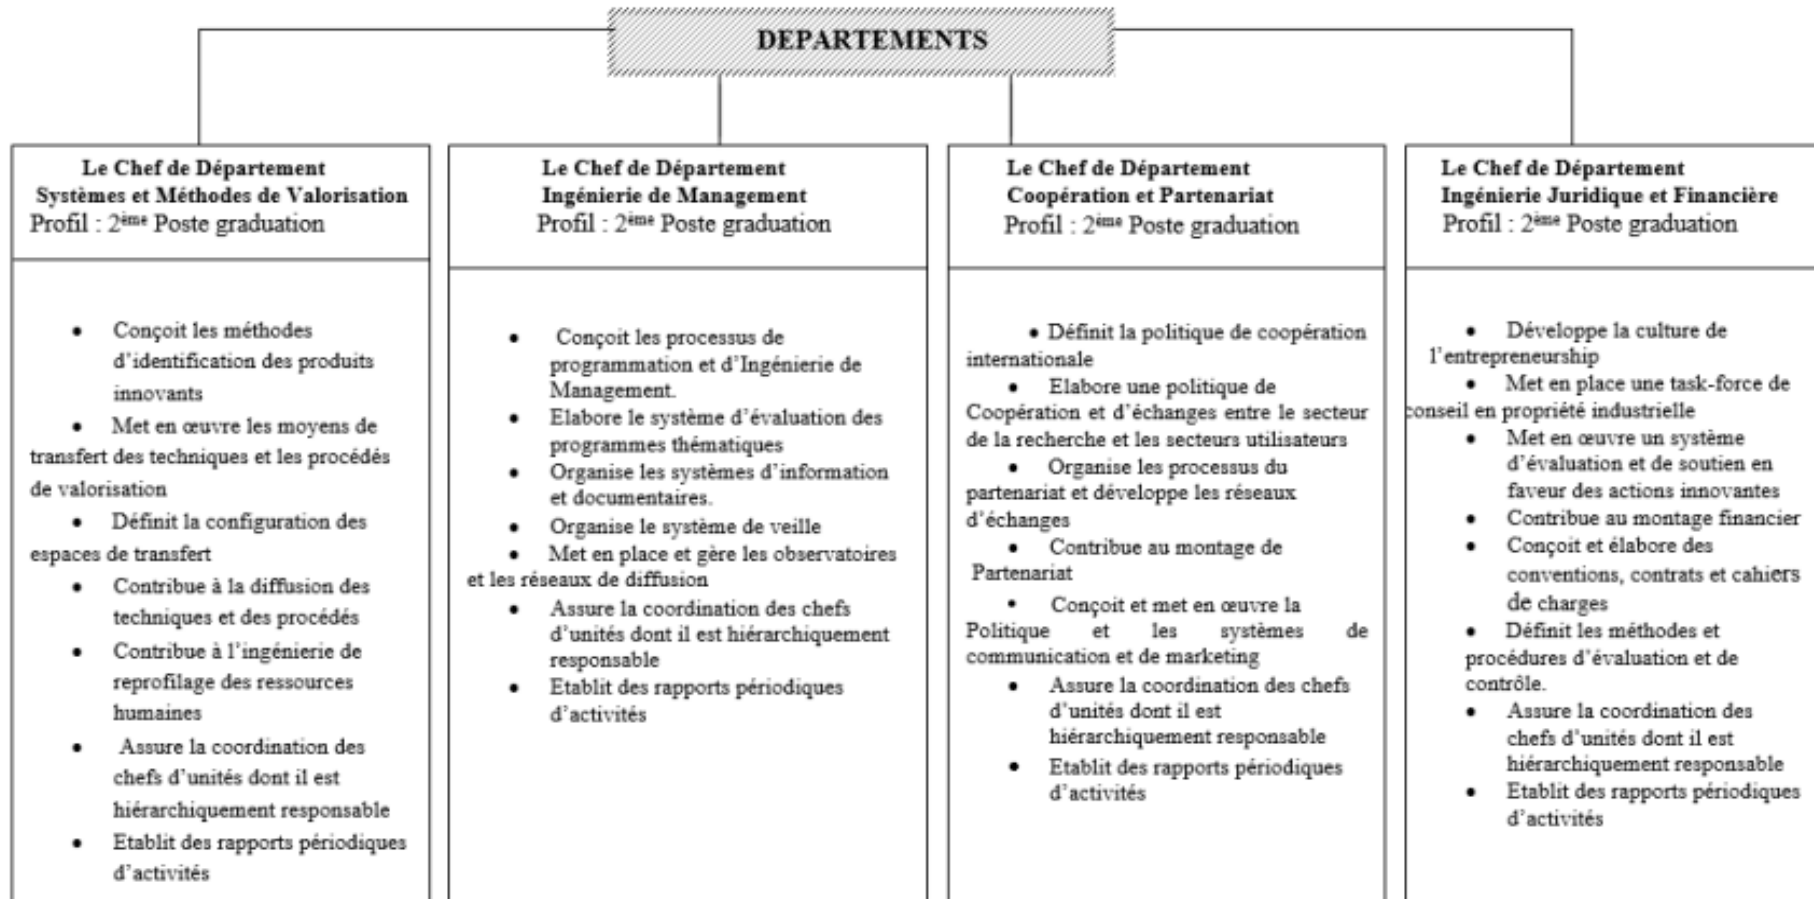 DEPARTEMENTS
Le Chef de Département
Systèmes et Méthodes de Valorisation
Profil : 2ème Poste graduation
• Conçoit les méthodes
d’identification des produits
innovants
• Met en œuvre les moyens de
transfert des techniques et les procédés
de valorisation
• Définit la configuration des
espaces de transfert
• Contribue à la diffusion des
techniques et des procédés
• Contribue à l’ingénierie de
reprofilage des ressources
humaines
• Assure la coordination des
chefs d’unités dont il est
hiérarchiquement responsable
• Etablit des rapports périodiques
d’activités
Le Chef de Département
Ingénierie de Management
Profil : 2ème Poste graduation
• Conçoit les processus de
programmation et d’Ingénierie de
Management.
• Elabore le système d’évaluation des
programmes thématiques
• Organise les systèmes d’information
et documentaires.
• Organise le système de veille
• Met en place et gère les observatoires
et les réseaux de diffusion
• Assure la coordination des chefs
d’unités dont il est hiérarchiquement
responsable
• Etablit des rapports périodiques
d’activités
Le Chef de Département
Coopération et Partenariat
Profil : 2ème Poste graduation
• Définit la politique de coopération
internationale
• Elabore une politique de
Coopération et d’échanges entre le secteur
de la recherche et les secteurs utilisateurs
• Organise les processus du
partenariat et développe les réseaux
d’échanges
• Contribue au montage de
Partenariat
• Conçoit et met en œuvre la
Politique et les systèmes de
communication et de marketing
• Assure la coordination des chefs
d’unités dont il est
hiérarchiquement responsable
• Etablit des rapports périodiques
d’activités
Le Chef de Département
Ingénierie Juridique et Financière
Profil : 2ème Poste graduation
• Développe la culture de
l’entrepreneurship
• Met en place une task-force de
conseil en propriété industrielle
• Met en œuvre un système
d’évaluation et de soutien en
faveur des actions innovantes
• Contribue au montage financier
• Conçoit et élabore des
conventions, contrats et cahiers
de charges
• Définit les méthodes et
procédures d’évaluation et de
contrôle.
• Assure la coordination des
chefs d’unités dont il est
hiérarchiquement responsable
• Etablit des rapports périodiques
d’activités